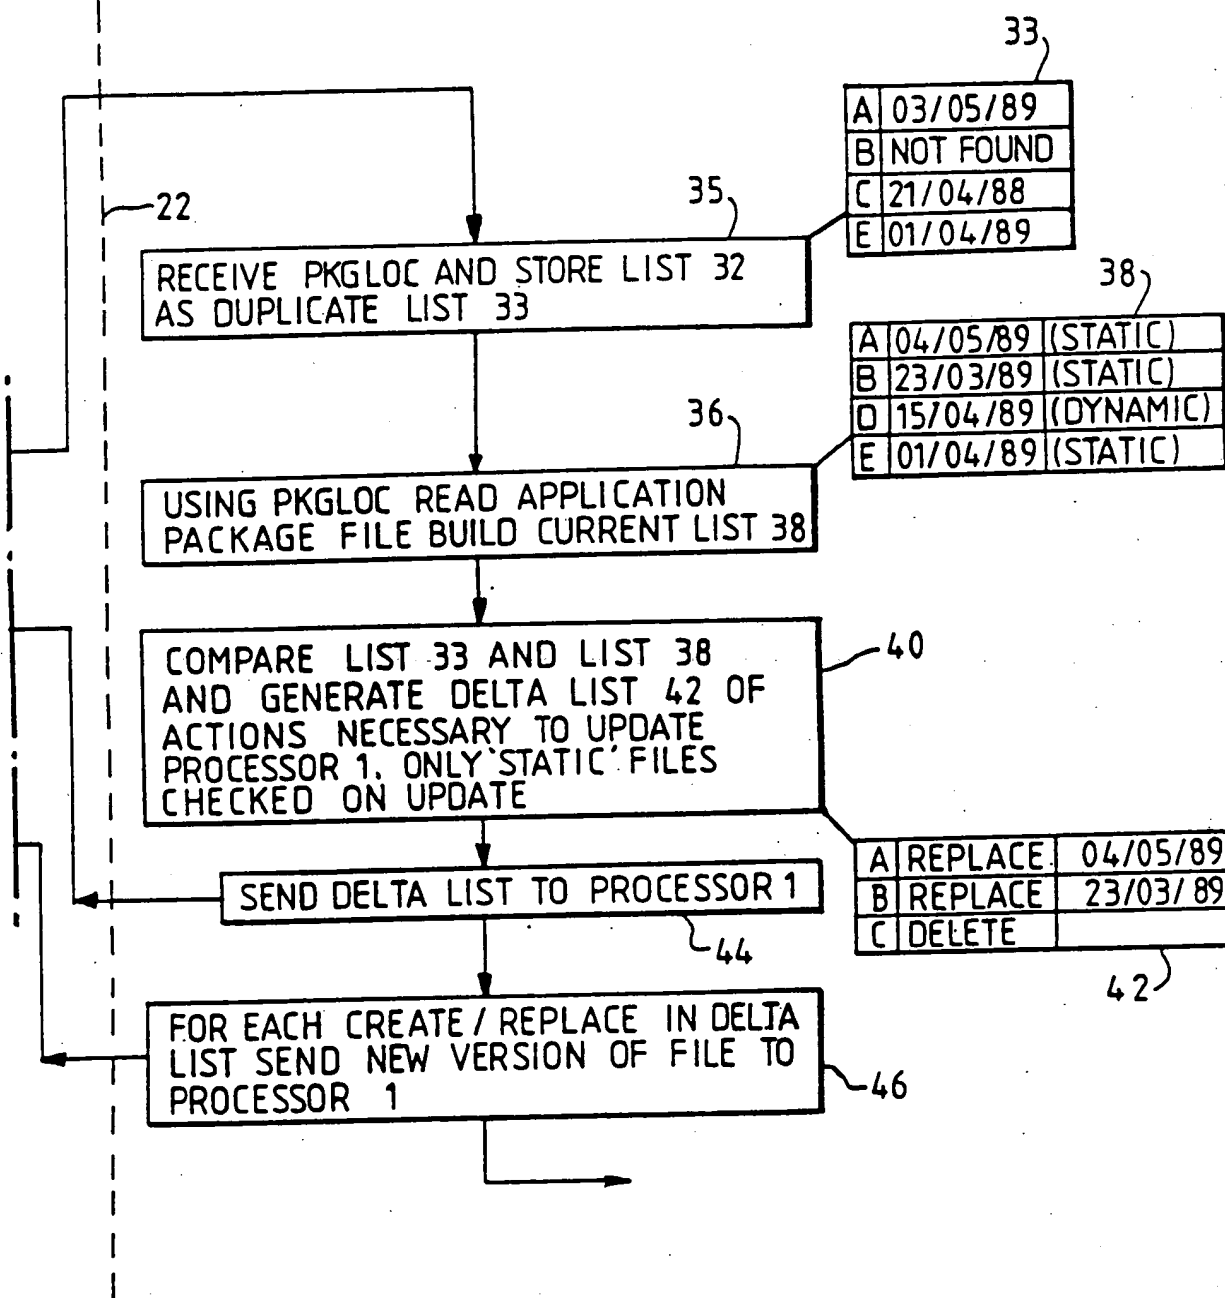 33
A 03/05/89
B NOT FOUND
C 21/04/88
E 01/04/89
22
35
RECEIVE PKGLOC AND STORE LIST 32
AS DUPLICATE LIST 33
38
A 04/05/89 (STATIC)
B 23/03/89 (STATIC)
D 15/04/89 (DYNAMIC)
E 01/04/89 (STATIC)
36
USING PKGLOC READ APPLICATION
PACKAGE FILE BUILD CURRENT LIST 38
40
COMPARE LIST 33 AND LIST 38
AND GENERATE DELTA LIST 42 OF
ACTIONS NECESSARY TO UPDATE
PROCESSOR 1. ONLY 'STATIC' FILES
CHECKED ON UPDATE
A REPLACE 04/05/89
B REPLACE 23/03/89
C DELETE
42
SEND DELTA LIST TO PROCESSOR 1
44
FOR EACH CREATE / REPLACE IN DELTA
LIST SEND NEW VERSION OF FILE TO
PROCESSOR 1
46